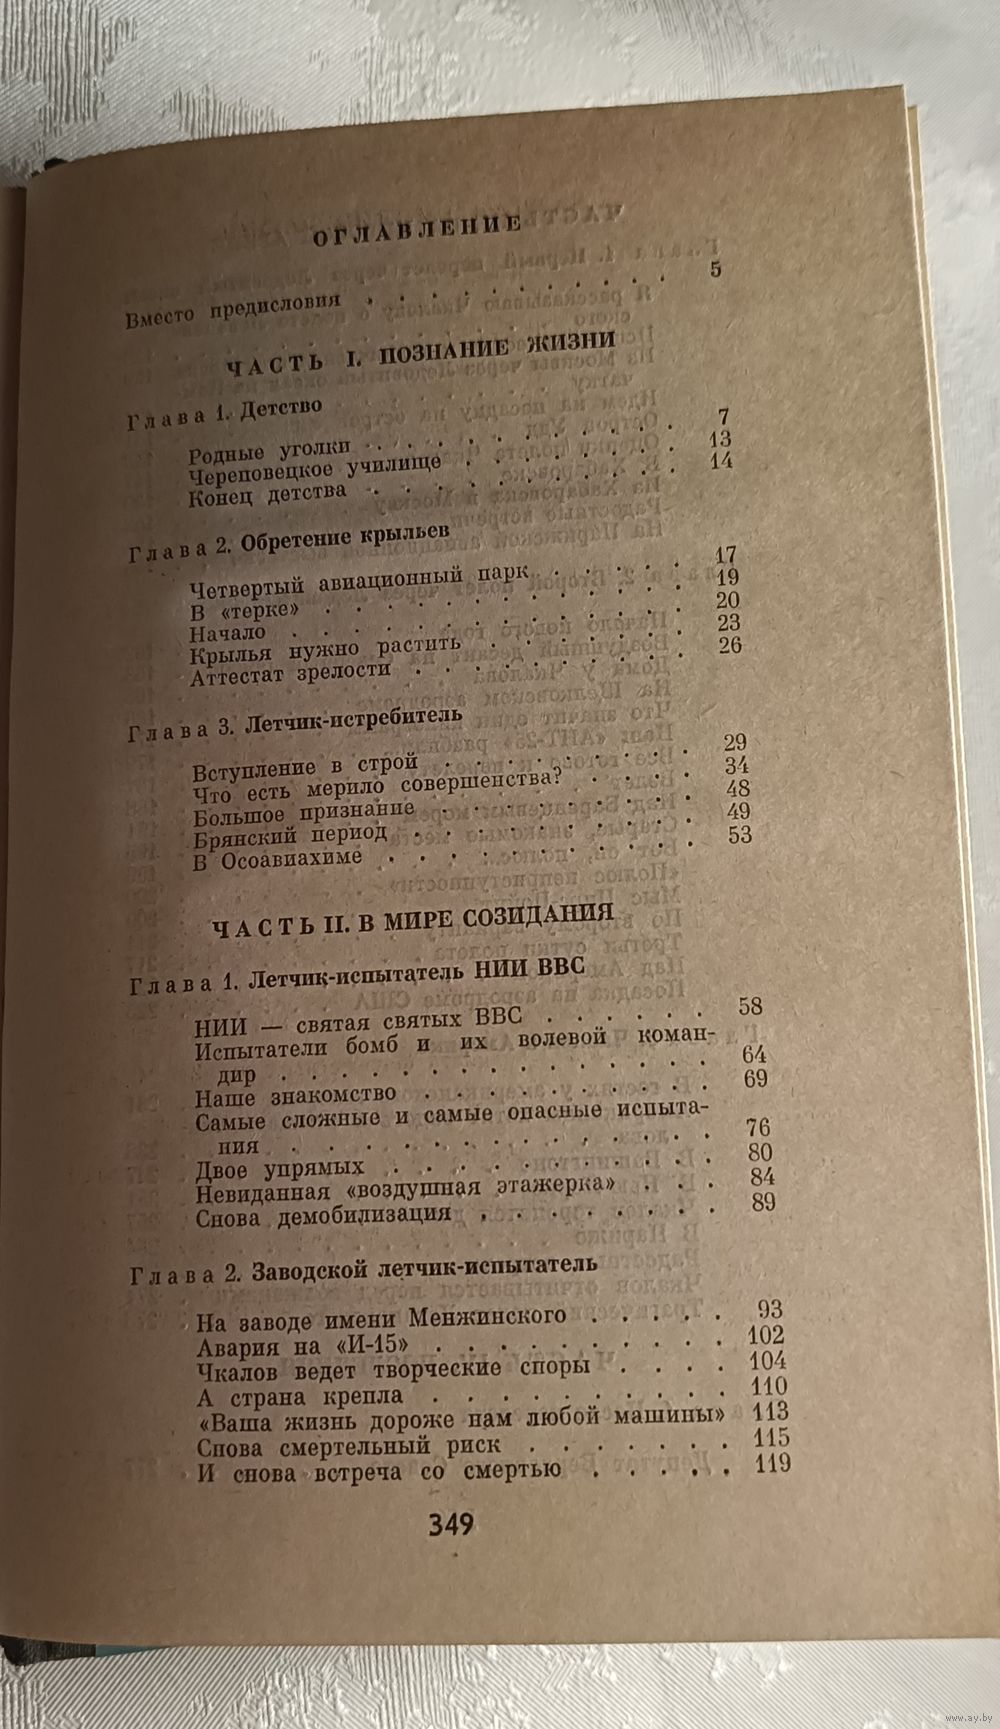 ОГЛАВЛЕНИЕ
Вместо предисловия . . . . . . . . . . 5
ЧАСТЬ I. ПОЗНАНИЕ ЖИЗНИ
Глава 1. Детство
Родные уголки . . . . . . . . . . 7
Череповецкое училище . . . . . . . 13
Конец детства . . . . . . . . . . 14
Глава 2. Обретение крыльев
Четвертый авиационный парк . . . . . 17
В «терке» . . . . . . . . . . . . 19
Начало . . . . . . . . . . . . . 20
Крылья нужно растить . . . . . . . 23
Аттестат зрелости . . . . . . . . . 26
Глава 3. Летчик-истребитель
Вступление в строй . . . . . . . . . 29
Что есть мерило совершенства? . . . . 34
Большое признание . . . . . . . . . 48
Брянский период . . . . . . . . . . 49
В Осоавиахиме . . . . . . . . . . 53
ЧАСТЬ II. В МИРЕ СОЗИДАНИЯ
Глава 1. Летчик-испытатель НИИ ВВС
НИИ — святая святых ВВС . . . . . . 58
Испытатели бомб и их волевой коман-
дир . . . . . . . . . . . . . . 64
Наше знакомство . . . . . . . . . 69
Самые сложные и самые опасные испыта-
ния . . . . . . . . . . . . . . 76
Двое упрямых . . . . . . . . . . 80
Невиданная «воздушная этажерка» . . . 84
Снова демобилизация . . . . . . . . 89
Глава 2. Заводской летчик-испытатель
На заводе имени Менжинского . . . . . 93
Авария на «И-15» . . . . . . . . . 102
Чкалов ведет творческие споры . . . . 104
А страна крепла . . . . . . . . . . 110
«Ваша жизнь дороже нам любой машины» 113
Снова смертельный риск . . . . . . . 115
И снова встреча со смертью . . . . . 119
349
www.ay.by